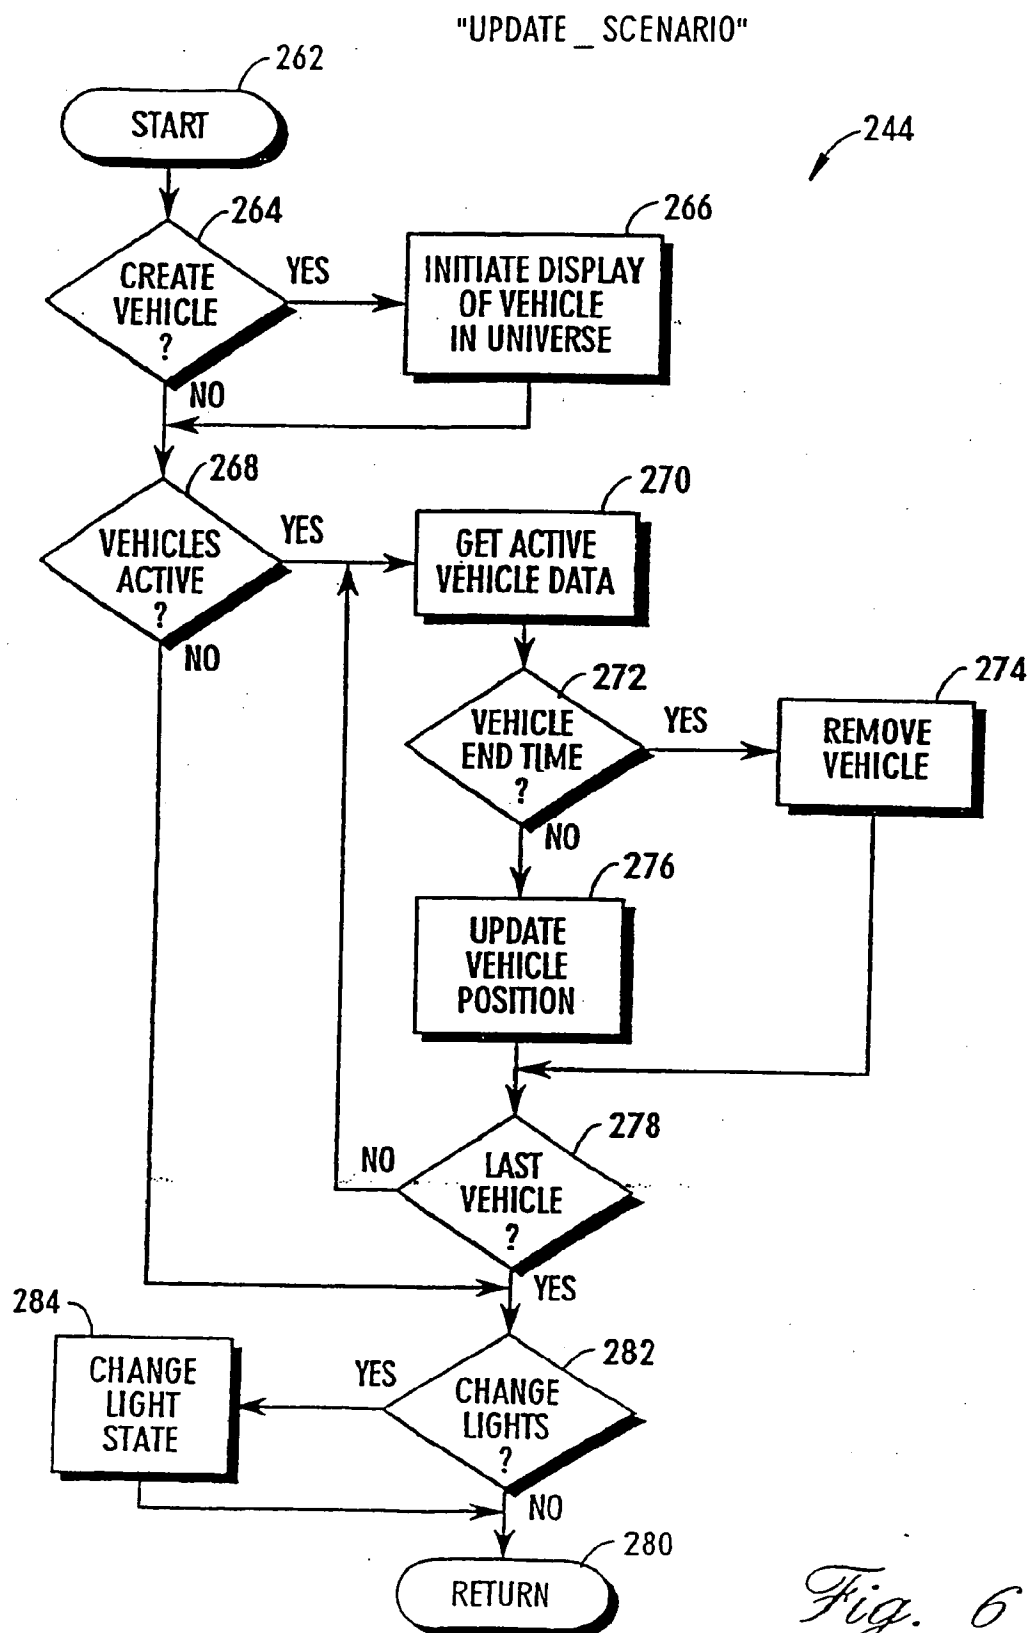 "UPDATE_SCENARIO"
262
START
244
264
266
CREATE
VEHICLE
?
YES
INITIATE DISPLAY
OF VEHICLE
IN UNIVERSE
NO
268
270
VEHICLES
ACTIVE
?
YES
GET ACTIVE
VEHICLE DATA
NO
272
274
VEHICLE
END TIME
?
YES
REMOVE
VEHICLE
NO
276
UPDATE
VEHICLE
POSITION
278
NO
LAST
VEHICLE
?
YES
284
282
CHANGE
LIGHT
STATE
YES
CHANGE
LIGHTS
?
NO
280
RETURN
Fig. 6